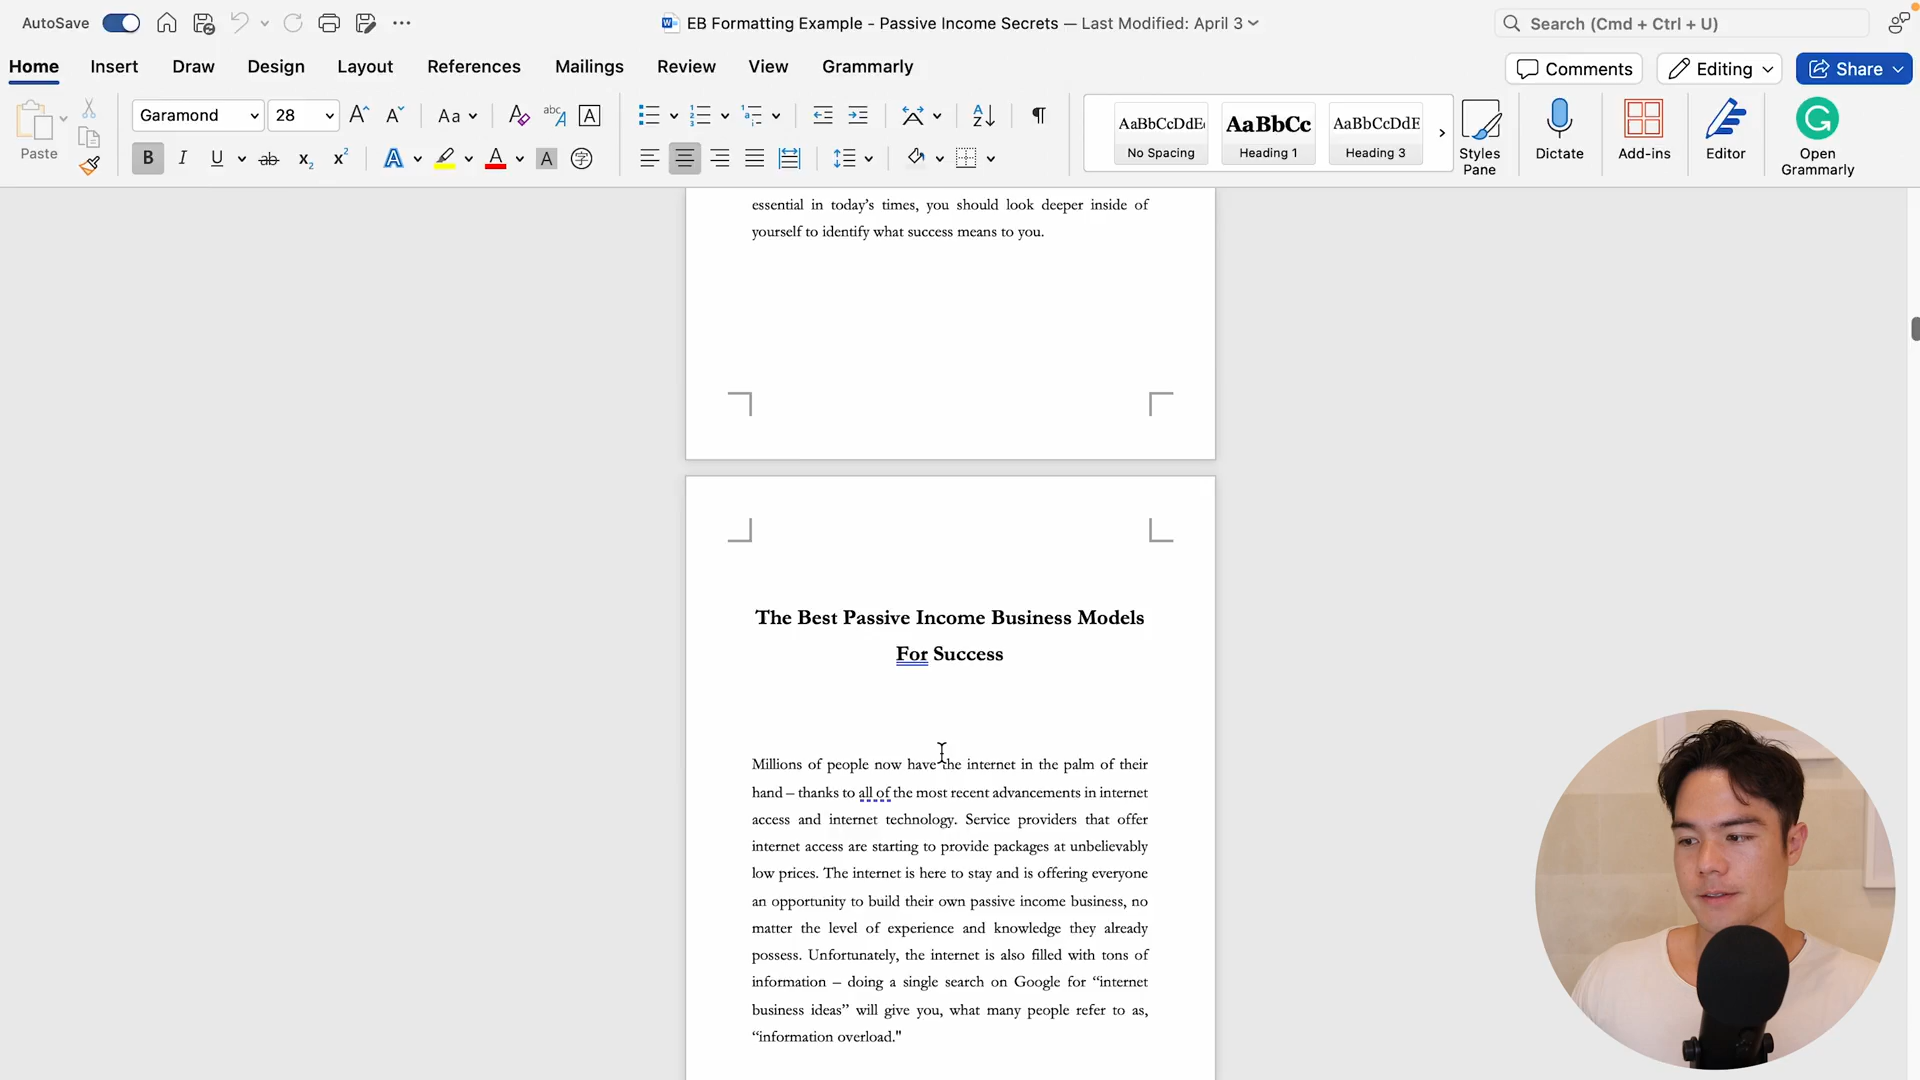 AutoSave
EB Formatting Example - Passive Income Secrets — Last Modified: April 3
Search (Cmd + Ctrl + U)
Home Insert Draw Design Layout References Mailings Review View Grammarly
Comments Editing Share
Paste
Garamond 28
Aa
abc A
AaBbCcDdE
No Spacing
AaBbCc
Heading 1
AaBbCcDdE
Heading 3
Styles
Pane
Dictate
Add-ins
Editor
Open
Grammarly
essential in today’s times, you should look deeper inside of
yourself to identify what success means to you.
The Best Passive Income Business Models
For Success
Millions of people now have the internet in the palm of their
hand – thanks to all of the most recent advancements in internet
access and internet technology. Service providers that offer
internet access are starting to provide packages at unbelievably
low prices. The internet is here to stay and is offering everyone
an opportunity to build their own passive income business, no
matter the level of experience and knowledge they already
possess. Unfortunately, the internet is also filled with tons of
information – doing a single search on Google for “internet
business ideas” will give you, what many people refer to as,
“information overload."